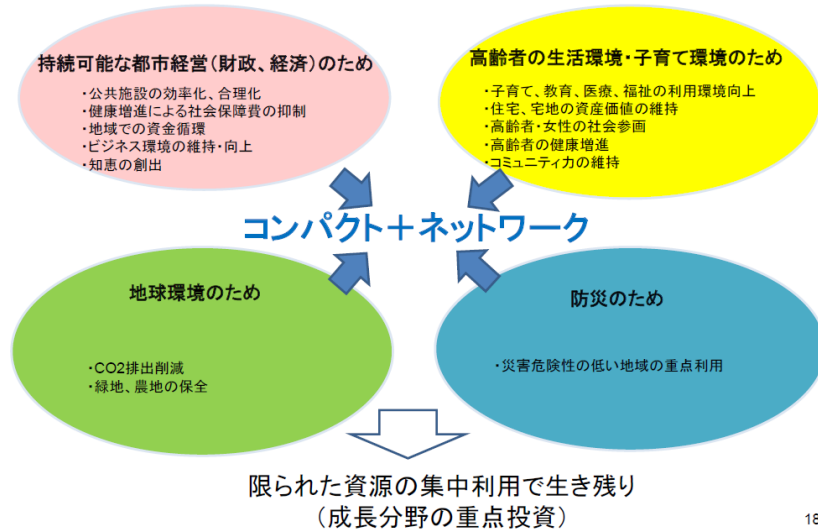 持続可能な都市経営(財政、経済)のため
・公共施設の効率化、合理化
・健康増進による社会保障費の抑制
・地域での資金循環
・ビジネス環境の維持・向上
・知恵の創出
高齢者の生活環境・子育て環境のため
・子育て、教育、医療、福祉の利用環境向上
・住宅、宅地の資産価値の維持
・高齢者・女性の社会参画
・高齢者の健康増進
・コミュニティ力の維持
コンパクト+ネットワーク
地球環境のため
・CO2排出削減
・緑地、農地の保全
防災のため
・災害危険性の低い地域の重点利用
限られた資源の集中利用で生き残り
(成長分野の重点投資)
18